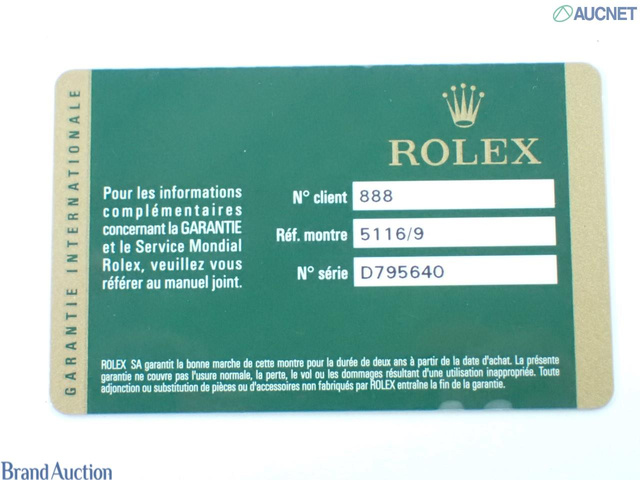 AUCNET
GARANTIE INTERNATIONALE
ROLEX
Pour les informations
complémentaires
concernant la GARANTIE
et le Service Mondial
Rolex, veuillez vous
référer au manuel joint.
N° client 888
Réf. montre 5116/9
N° série D795640
ROLEX SA garantit la bonne marche de cette montre pour la durée de deux ans à partir de la date d'achat. La présente
garantie ne couvre pas l'usure normale, la perte, le vol ou les dommages résultant d'une utilisation inappropriée. Toute
adjonction ou substitution de pièces ou d'accessoires non fabriqués par ROLEX entraîne la fin de la garantie.
Brand Auction